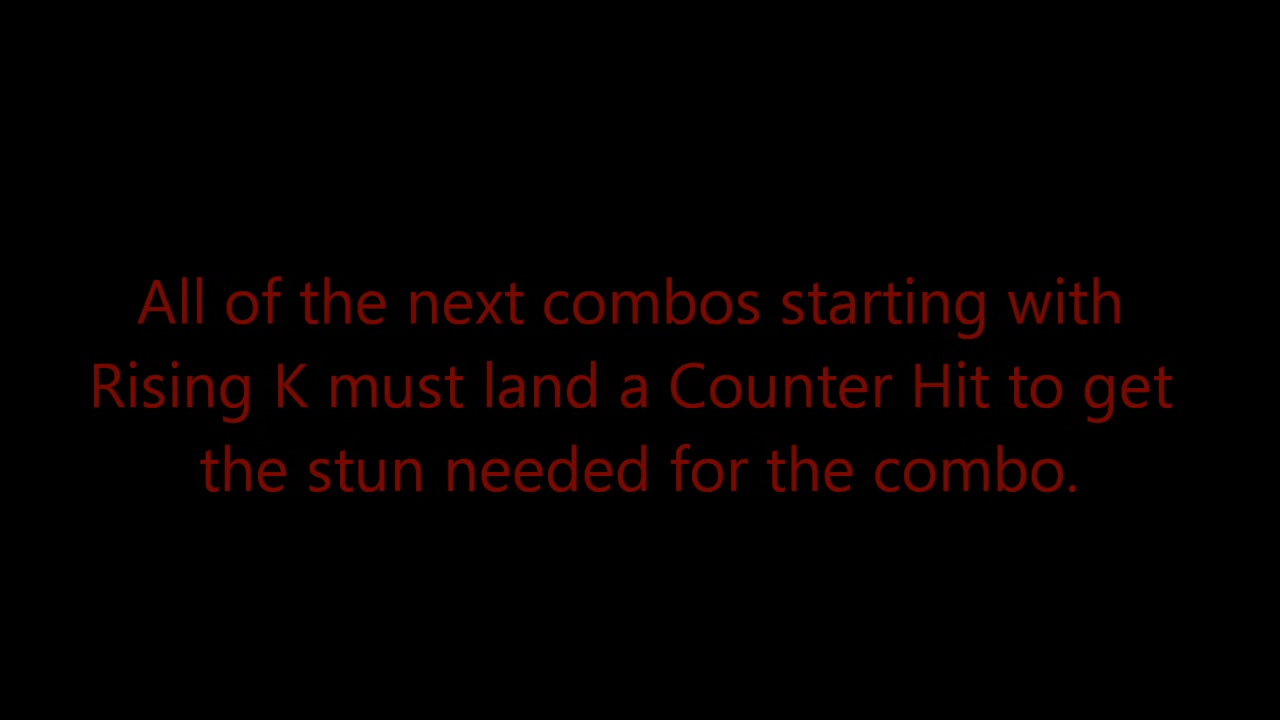 All of the next combos starting with
Rising K must land a Counter Hit to get
the stun needed for the combo.